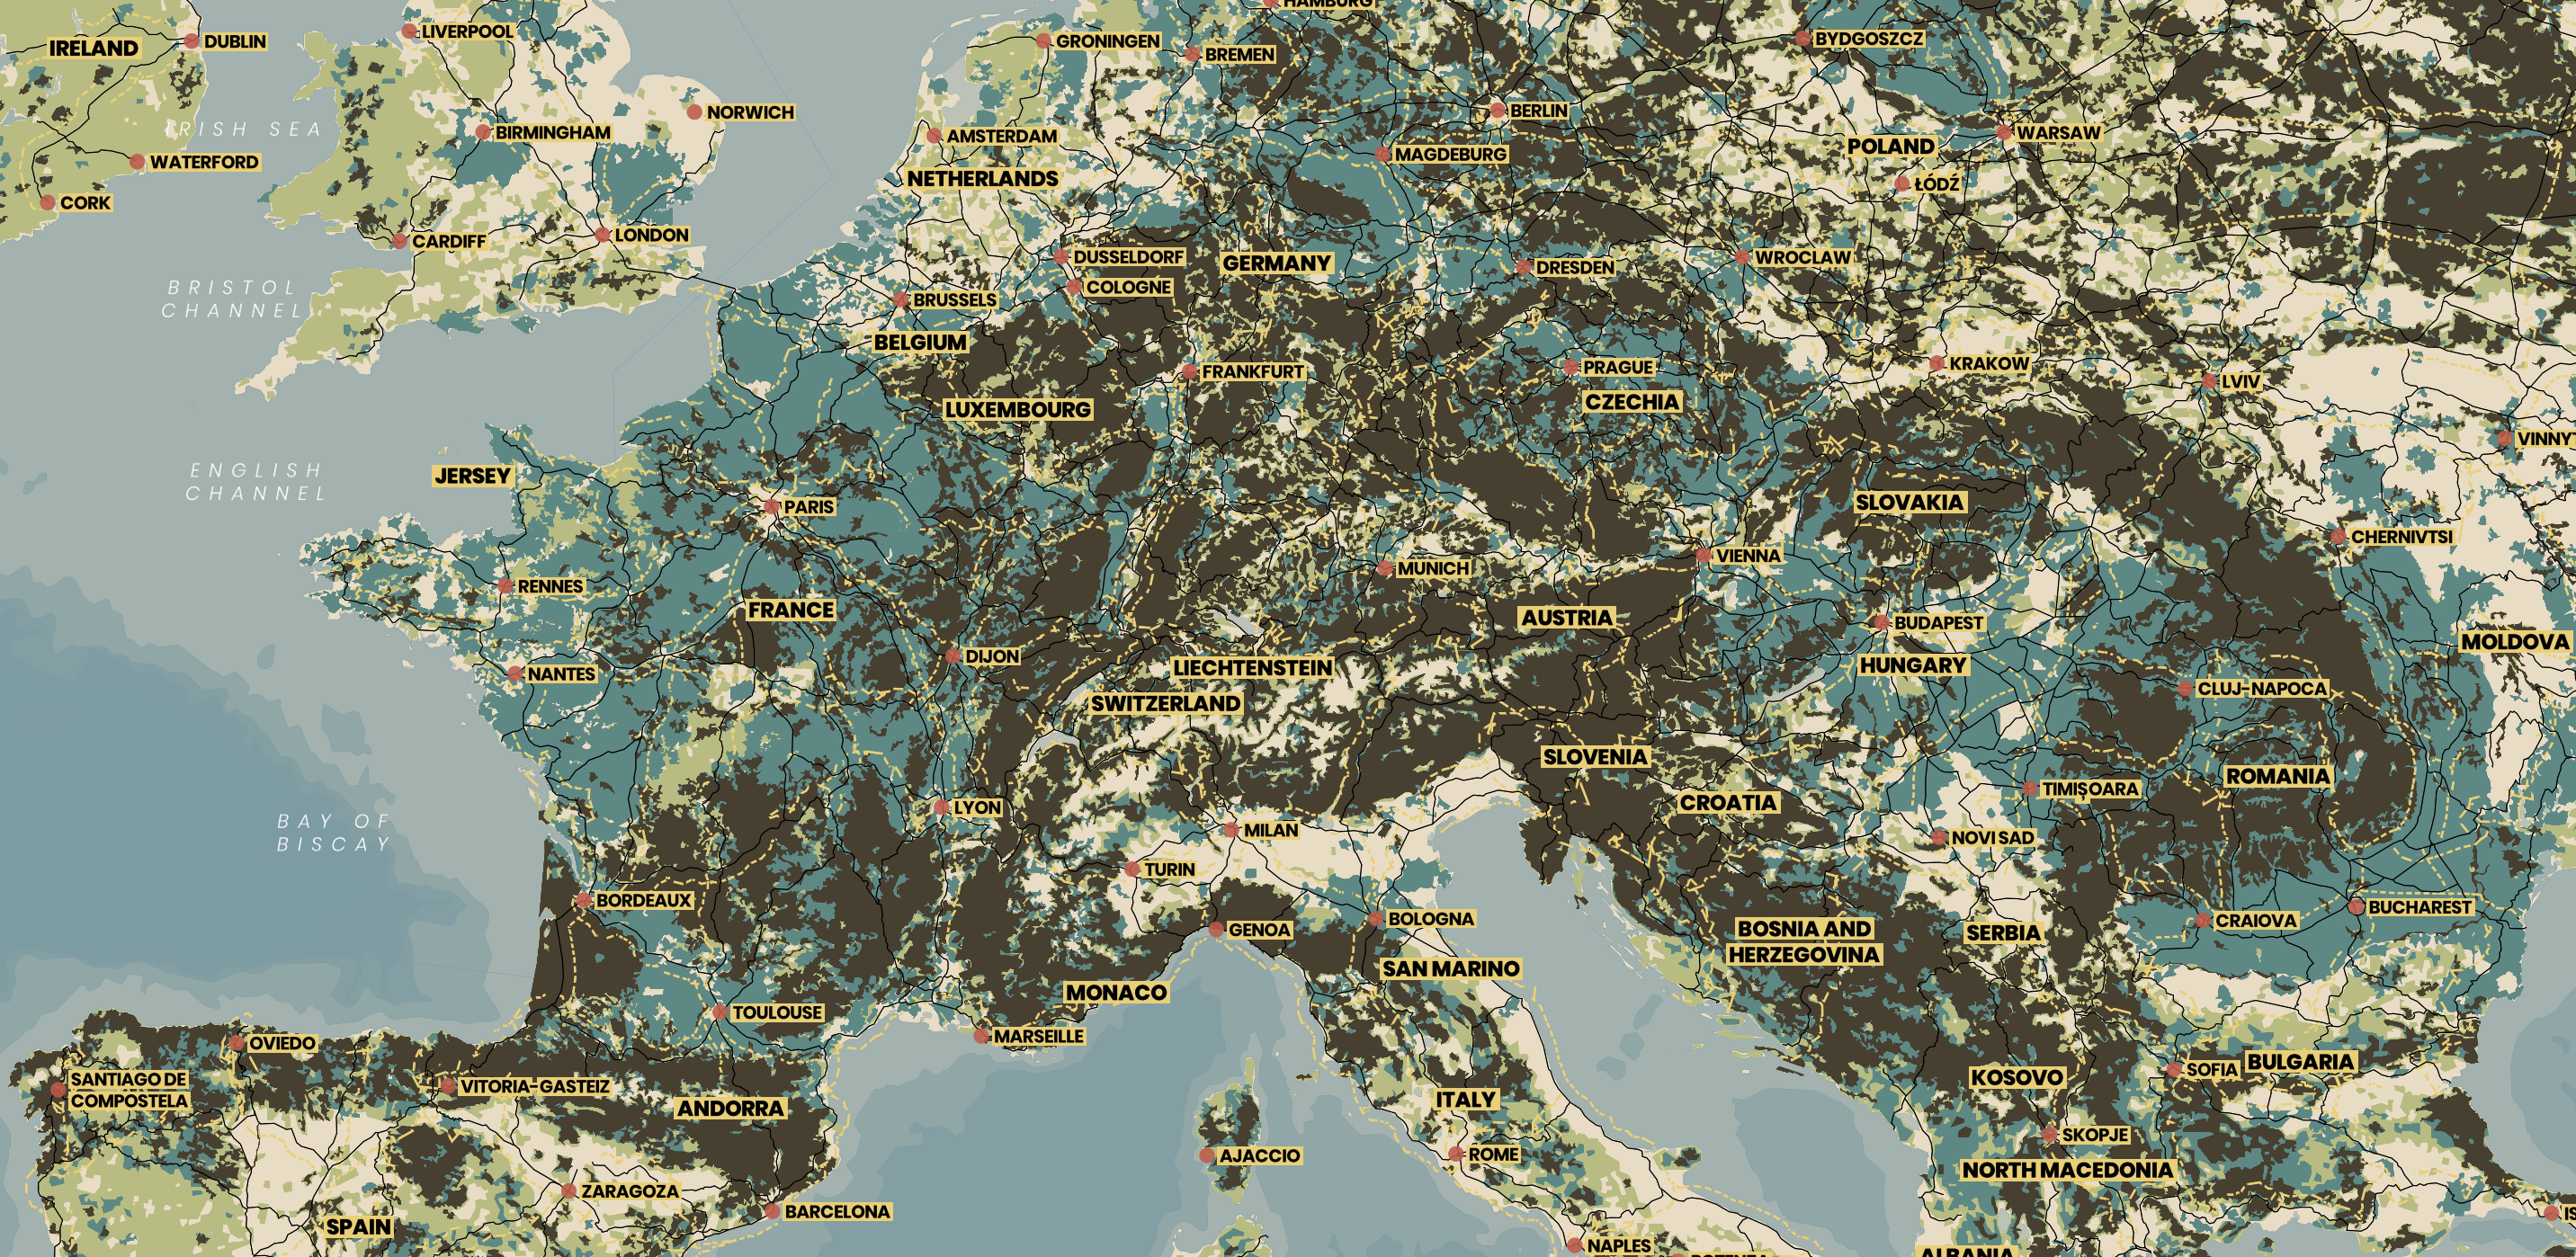 HAMBURG
IRELAND
DUBLIN
LIVERPOOL
GRONINGEN
BREMEN
BYDGOSZCZ
NORWICH
BERLIN
IRISH SEA
BIRMINGHAM
AMSTERDAM
WARSAW
POLAND
MAGDEBURG
WATERFORD
NETHERLANDS
ŁÓDŹ
CORK
CARDIFF
LONDON
DUSSELDORF
GERMANY
WROCLAW
DRESDEN
BRISTOL
CHANNEL
COLOGNE
BRUSSELS
BELGIUM
FRANKFURT
PRAGUE
KRAKOW
LVIV
LUXEMBOURG
CZECHIA
VINNYT
ENGLISH
CHANNEL
JERSEY
SLOVAKIA
PARIS
CHERNIVTSI
VIENNA
MUNICH
RENNES
FRANCE
AUSTRIA
BUDAPEST
MOLDOVA
DIJON
LIECHTENSTEIN
HUNGARY
NANTES
CLUJ-NAPOCA
SWITZERLAND
SLOVENIA
ROMANIA
TIMIȘOARA
LYON
CROATIA
BAY OF
BISCAY
MILAN
NOVI SAD
TURIN
BORDEAUX
BUCHAREST
BOLOGNA
CRAIOVA
GENOA
BOSNIA AND
HERZEGOVINA
SERBIA
SAN MARINO
MONACO
TOULOUSE
MARSEILLE
OVIEDO
BULGARIA
SOFIA
KOSOVO
SANTIAGO DE
COMPOSTELA
VITORIA-GASTEIZ
ITALY
ANDORRA
SKOPJE
ROME
AJACCIO
NORTH MACEDONIA
ZARAGOZA
BARCELONA
IS
SPAIN
NAPLES
POTENZA
ALBANIA